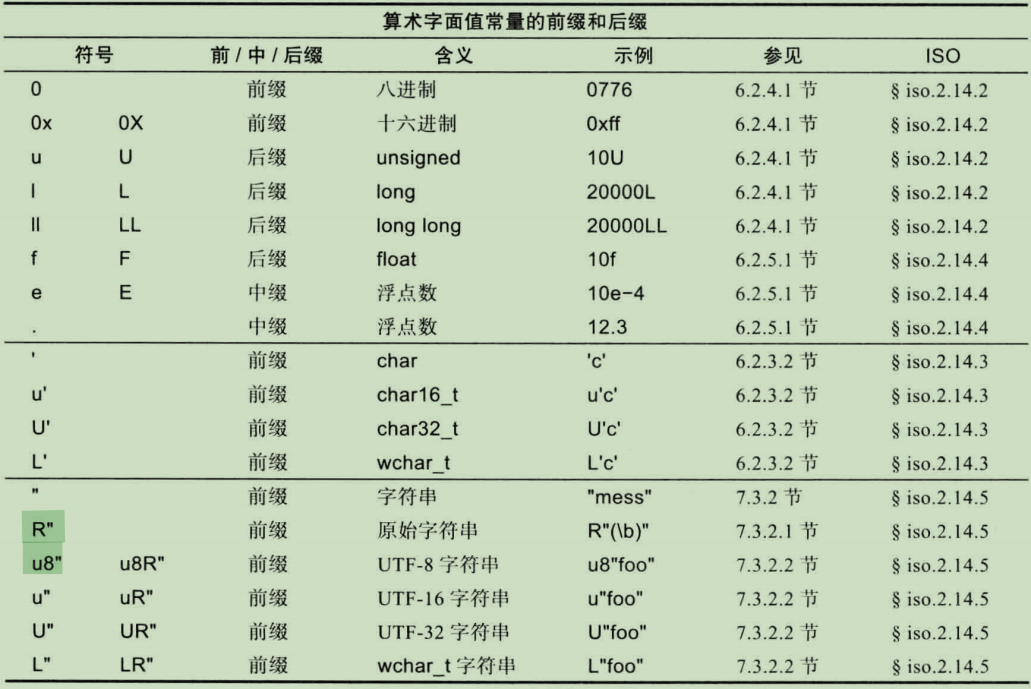 算术字面值常量的前缀和后缀
符号 前 / 中 / 后缀 含义 示例 参见 ISO
0 前缀 八进制 0776 6.2.4.1 节 § iso.2.14.2
0x 0X 前缀 十六进制 0xff 6.2.4.1 节 § iso.2.14.2
u U 后缀 unsigned 10U 6.2.4.1 节 § iso.2.14.2
l L 后缀 long 20000L 6.2.4.1 节 § iso.2.14.2
ll LL 后缀 long long 20000LL 6.2.4.1 节 § iso.2.14.2
f F 后缀 float 10f 6.2.5.1 节 § iso.2.14.4
e E 中缀 浮点数 10e−4 6.2.5.1 节 § iso.2.14.4
. 中缀 浮点数 12.3 6.2.5.1 节 § iso.2.14.4
' 前缀 char 'c' 6.2.3.2 节 § iso.2.14.3
u' 前缀 char16_t u'c' 6.2.3.2 节 § iso.2.14.3
U' 前缀 char32_t U'c' 6.2.3.2 节 § iso.2.14.3
L' 前缀 wchar_t L'c' 6.2.3.2 节 § iso.2.14.3
" 前缀 字符串 "mess" 7.3.2 节 § iso.2.14.5
R" 前缀 原始字符串 R"(\b)" 7.3.2.1 节 § iso.2.14.5
u8" u8R" 前缀 UTF-8 字符串 u8"foo" 7.3.2.2 节 § iso.2.14.5
u" uR" 前缀 UTF-16 字符串 u"foo" 7.3.2.2 节 § iso.2.14.5
U" UR" 前缀 UTF-32 字符串 U"foo" 7.3.2.2 节 § iso.2.14.5
L" LR" 前缀 wchar_t 字符串 L"foo" 7.3.2.2 节 § iso.2.14.5